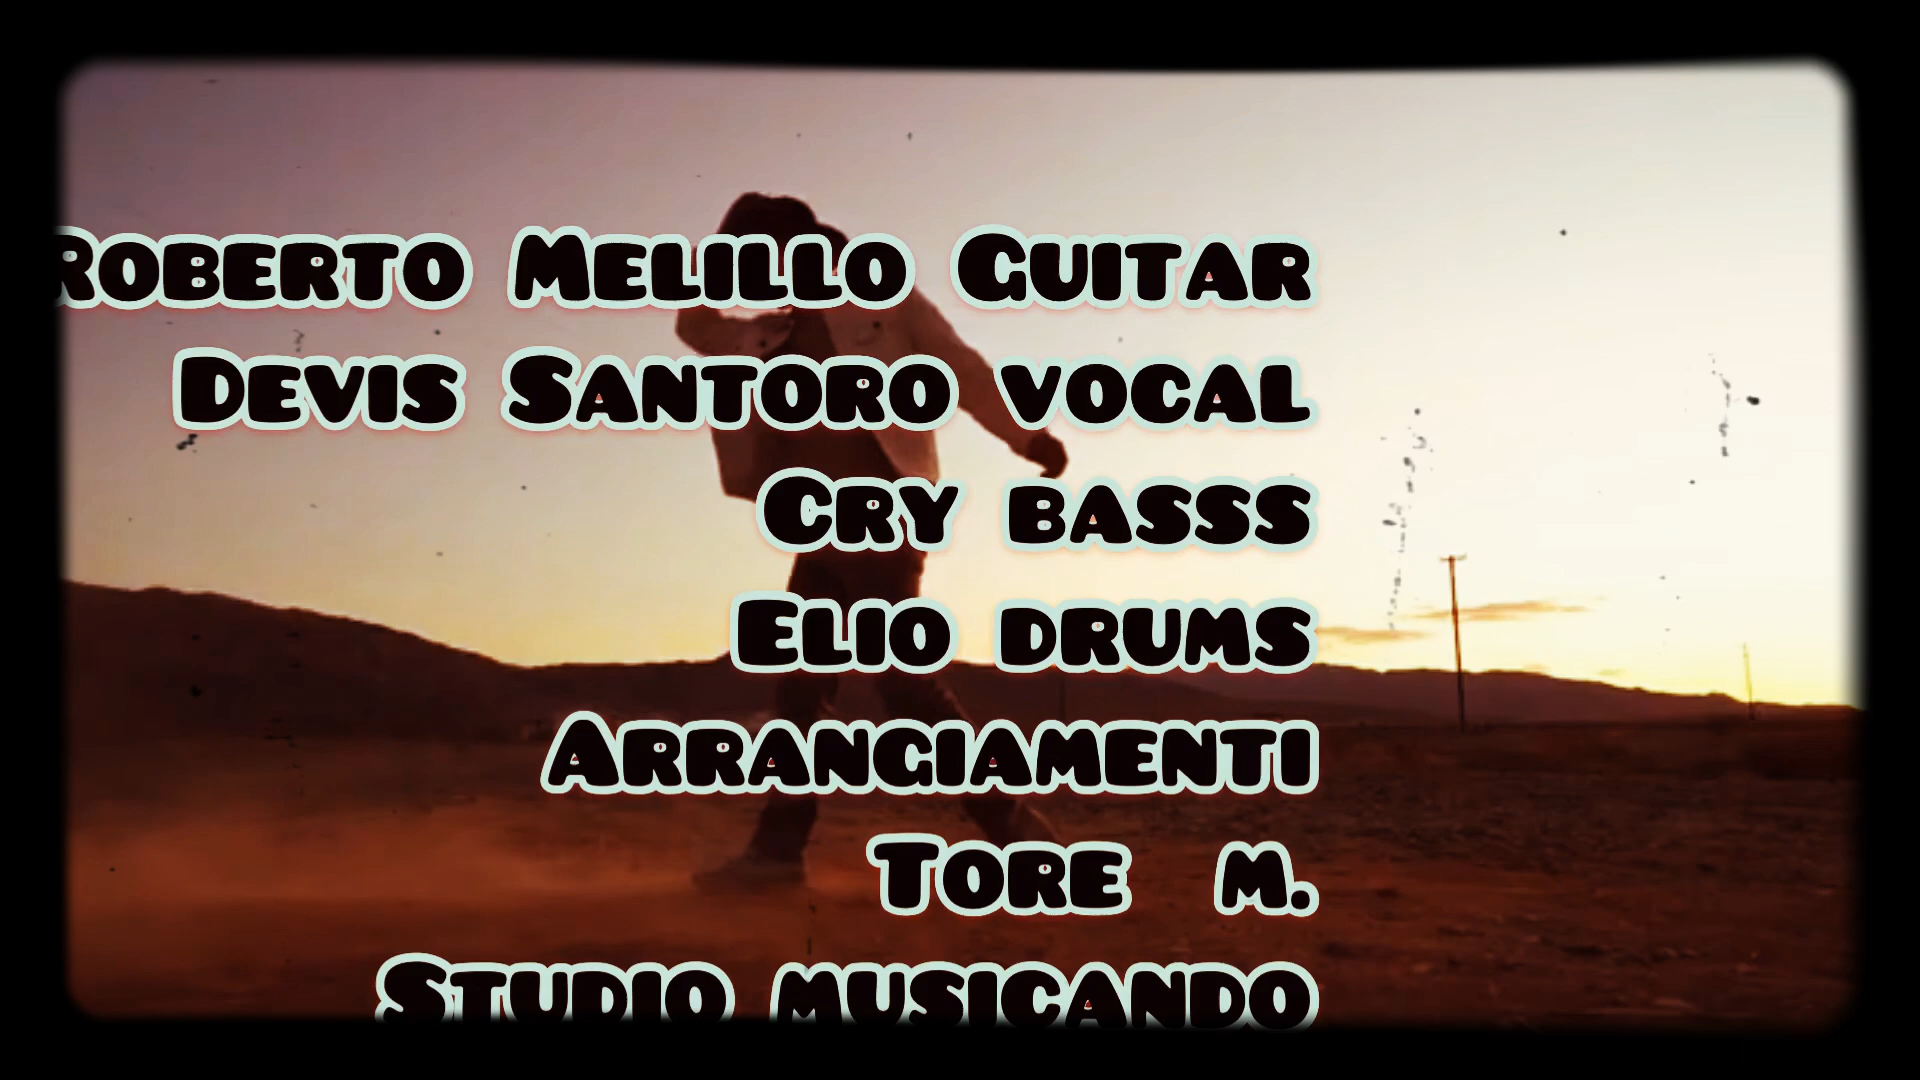 Roberto Melillo Guitar
Devis Santoro vocal
Cry basss
Elio drums
Arrangiamenti
Tore M.
Studio musicando